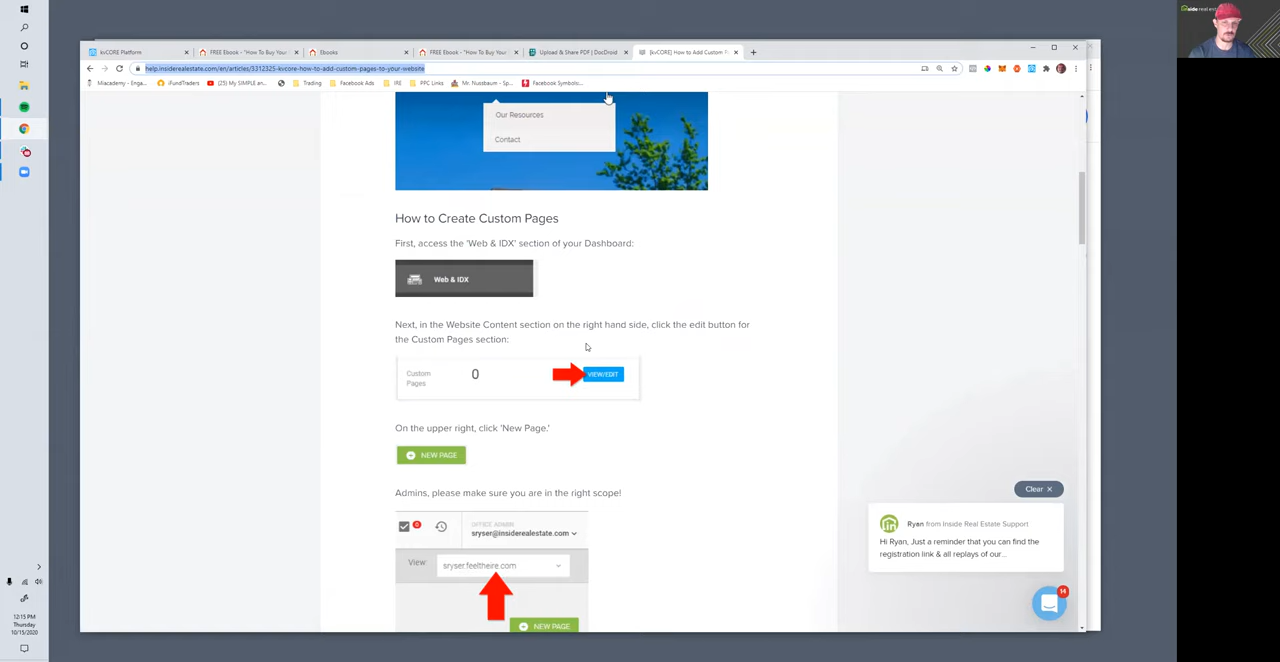 kvCORE Platform
FREE Ebook - "How To Buy Your
Ebooks
FREE Ebook - "How To Buy Your
Upload & Share PDF | DocDroid
[kvCORE] How to Add Custom P
help.insiderealestate.com/en/articles/3312325-kvcore-how-to-add-custom-pages-to-your-website
Miacademy - Enga...
iFundTraders
(25) My SIMPLE an...
Trading
Facebook Ads
IRE
PPC Links
Mr. Nussbaum - Sp...
Facebook Symbols...
Our Resources
Contact
How to Create Custom Pages
First, access the 'Web & IDX' section of your Dashboard:
Web & IDX
Next, in the Website Content section on the right hand side, click the edit button for
the Custom Pages section:
Custom
Pages
0
VIEW/EDIT
On the upper right, click 'New Page.'
NEW PAGE
Admins, please make sure you are in the right scope!
0
OFFICE ADMIN
sryser@insiderealestate.com
View:
sryser.feeltheire.com
NEW PAGE
Clear X
Ryan from Inside Real Estate Support
Hi Ryan, Just a reminder that you can find the
registration link & all replays of our...
14
12:15 PM
Thursday
10/15/2020